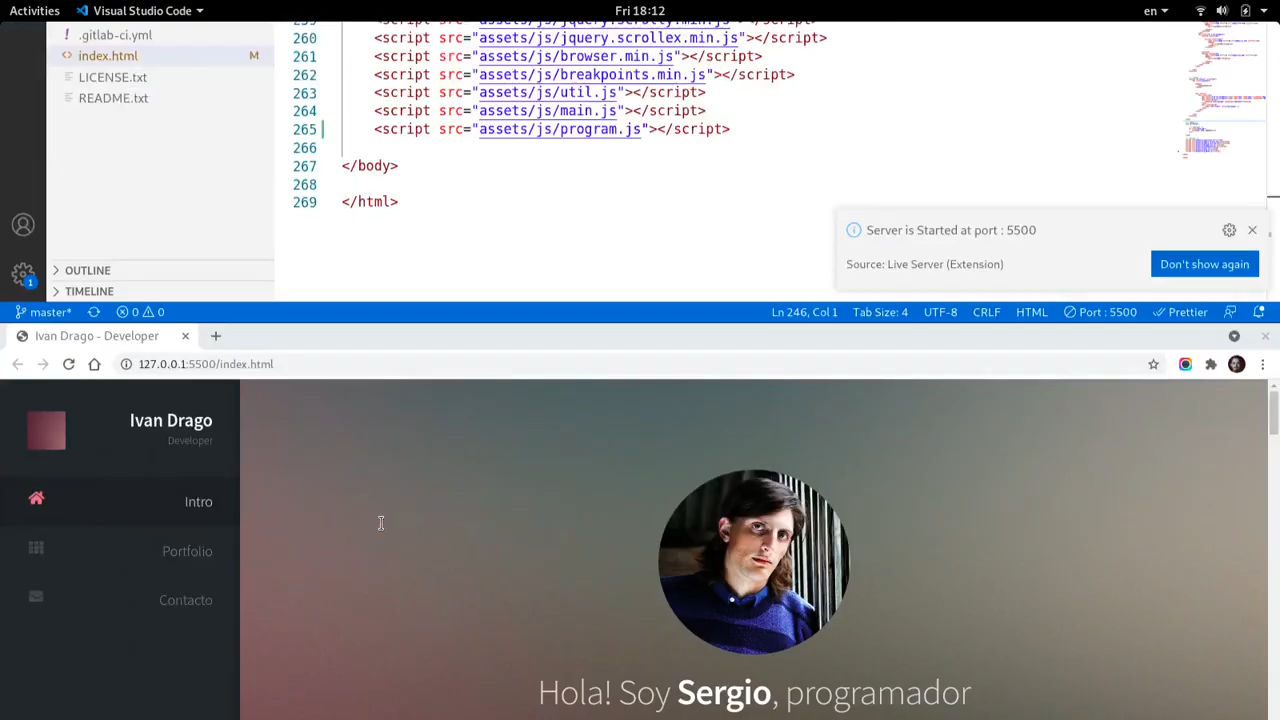 Activities Visual Studio Code Fri 18:12 en
.gitlab-ci.yml
index.html M
LICENSE.txt
README.txt
OUTLINE
TIMELINE
1
260 <script src="assets/js/jquery.scrollex.min.js"></script>
261 <script src="assets/js/browser.min.js"></script>
262 <script src="assets/js/breakpoints.min.js"></script>
263 <script src="assets/js/util.js"></script>
264 <script src="assets/js/main.js"></script>
265 <script src="assets/js/program.js"></script>
266
267 </body>
268
269 </html>
Server is Started at port : 5500
Source: Live Server (Extension) Don't show again
master* 0 0 Ln 246, Col 1 Tab Size: 4 UTF-8 CRLF HTML Port : 5500 Prettier
Ivan Drago - Developer
127.0.0.1:5500/index.html
Ivan Drago
Developer
Intro
Portfolio
Contacto
Hola! Soy Sergio, programador